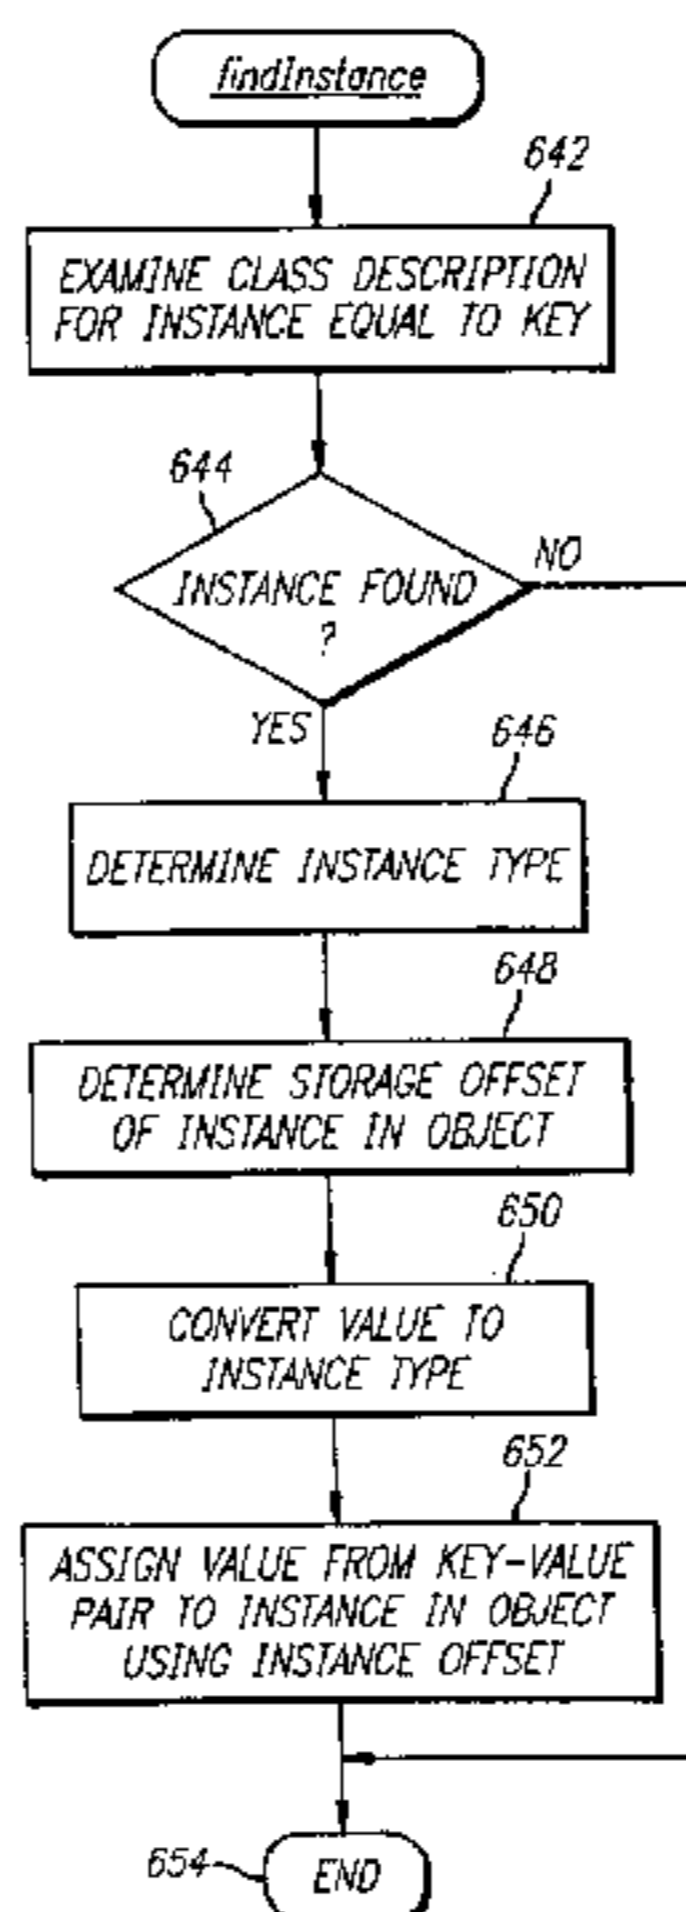 findInstance
642
EXAMINE CLASS DESCRIPTION
FOR INSTANCE EQUAL TO KEY
644
INSTANCE FOUND
?
NO
YES
646
DETERMINE INSTANCE TYPE
648
DETERMINE STORAGE OFFSET
OF INSTANCE IN OBJECT
650
CONVERT VALUE TO
INSTANCE TYPE
652
ASSIGN VALUE FROM KEY-VALUE
PAIR TO INSTANCE IN OBJECT
USING INSTANCE OFFSET
654
END